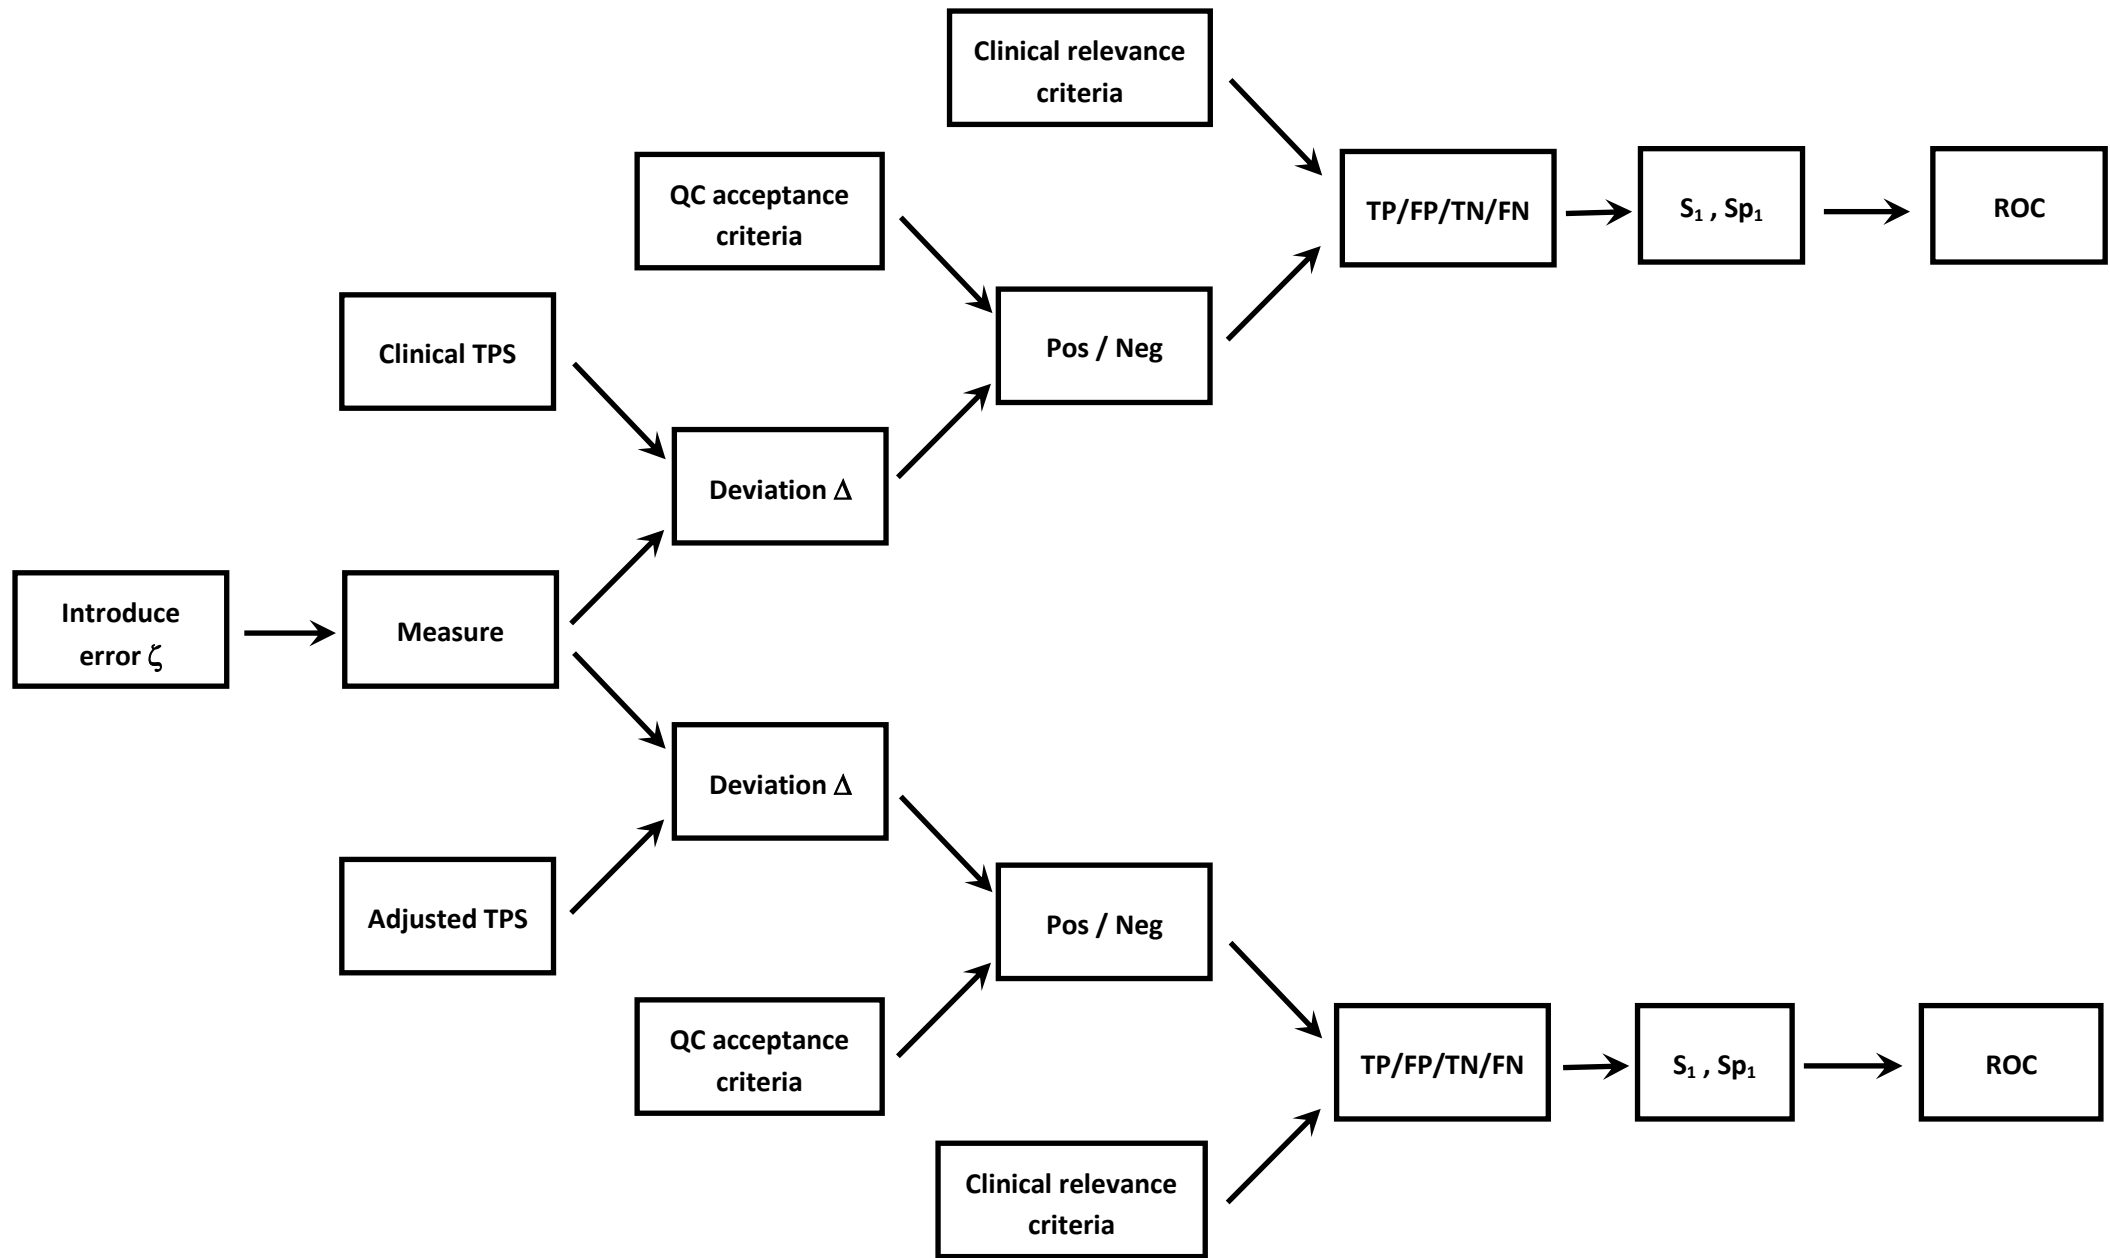 Clinical relevance
criteria
QC acceptance
criteria
TP/FP/TN/FN
S₁ , Sp₁
ROC
Clinical TPS
Pos / Neg
Deviation Δ
Introduce
error ζ
Measure
Deviation Δ
Adjusted TPS
Pos / Neg
QC acceptance
criteria
TP/FP/TN/FN
S₁ , Sp₁
ROC
Clinical relevance
criteria